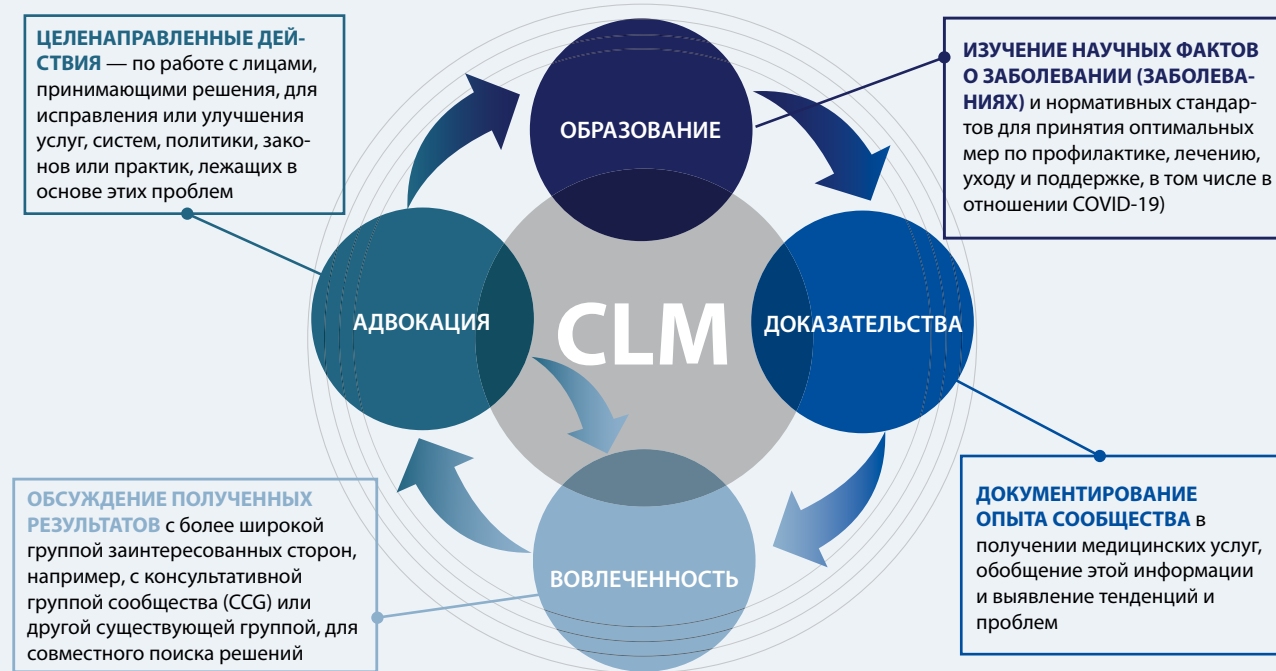 ЦЕЛЕНАПРАВЛЕННЫЕ ДЕЙ-
СТВИЯ — по работе с лицами,
принимающими решения, для
исправления или улучшения
услуг, систем, политики, зако-
нов или практик, лежащих в
основе этих проблем
ОБРАЗОВАНИЕ
ИЗУЧЕНИЕ НАУЧНЫХ ФАКТОВ
О ЗАБОЛЕВАНИИ (ЗАБОЛЕВА-
НИЯХ) и нормативных стандар-
тов для принятия оптимальных
мер по профилактике, лечению,
уходу и поддержке, в том числе в
отношении COVID-19)
АДВОКАЦИЯ
CLM
ДОКАЗАТЕЛЬСТВА
ОБСУЖДЕНИЕ ПОЛУЧЕННЫХ
РЕЗУЛЬТАТОВ с более широкой
группой заинтересованных сторон,
например, с консультативной
группой сообщества (CCG) или
другой существующей группой, для
совместного поиска решений
ВОВЛЕЧЕННОСТЬ
ДОКУМЕНТИРОВАНИЕ
ОПЫТА СООБЩЕСТВА в
получении медицинских услуг,
обобщение этой информации
и выявление тенденций и
проблем